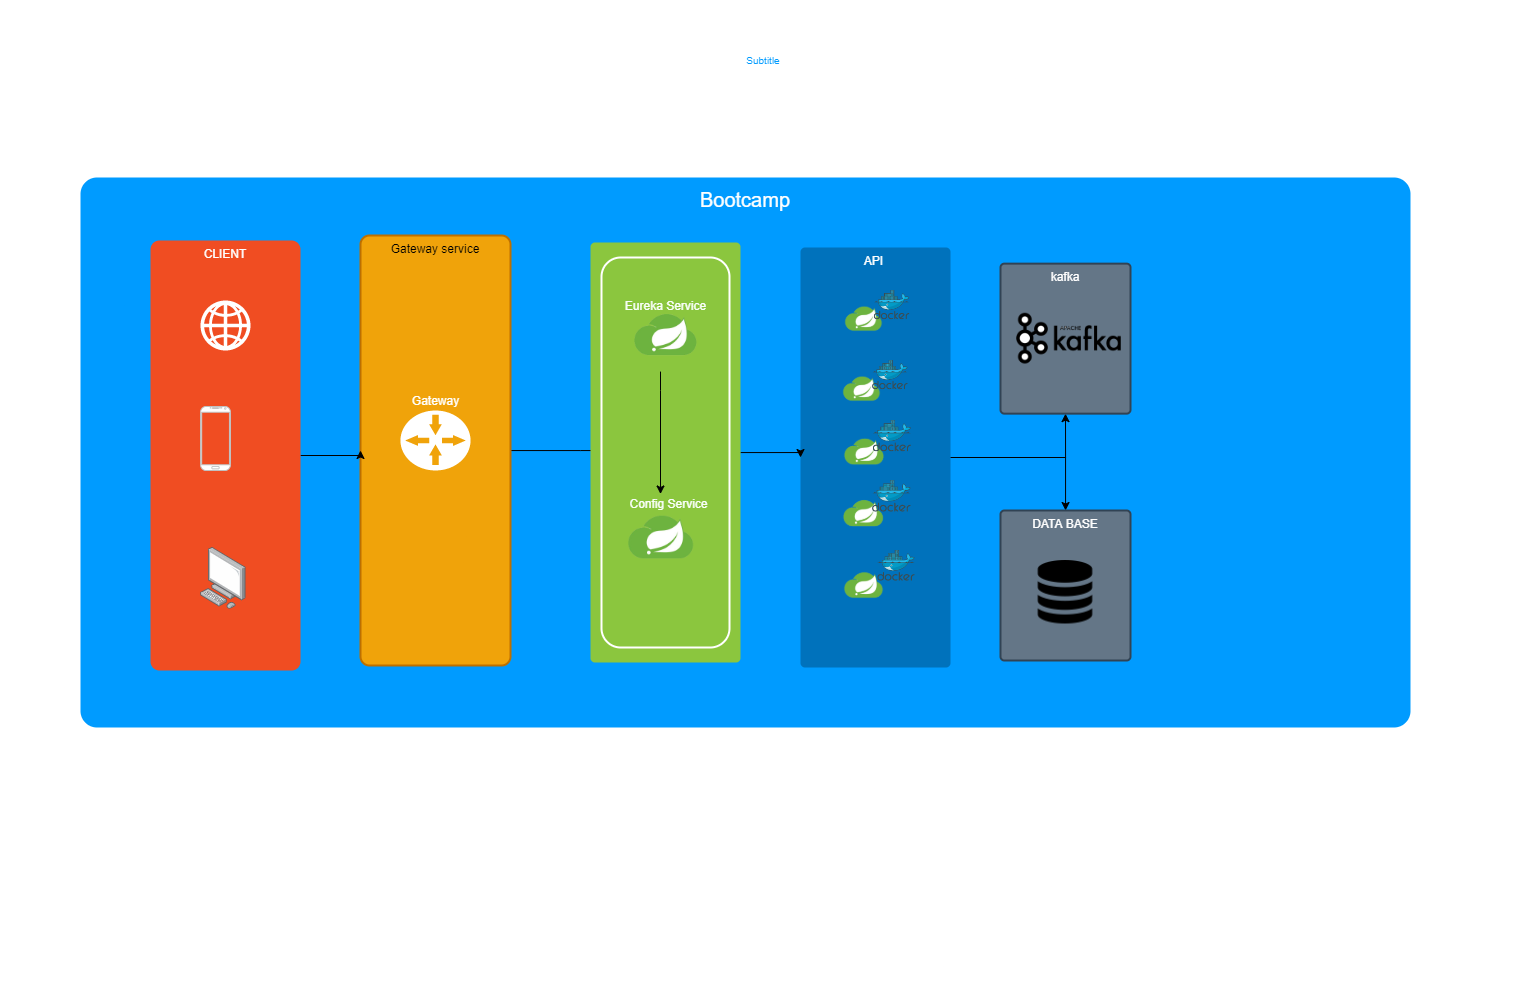 Subtitle
Bootcamp
CLIENT
Gateway service
Gateway
Eureka Service
Config Service
API
docker
docker
docker
docker
docker
kafka
APACHE
kafka
DATA BASE